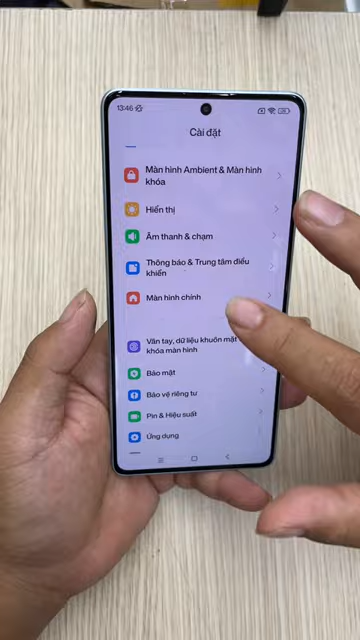 13:46
Cài đặt
Màn hình Ambient & Màn hình
khóa
Hiển thị
Âm thanh & chạm
Thông báo & Trung tâm điều
khiển
Màn hình chính
Vân tay, dữ liệu khuôn mặt
khóa màn hình
Bảo mật
Bảo vệ riêng tư
Pin & Hiệu suất
Ứng dụng